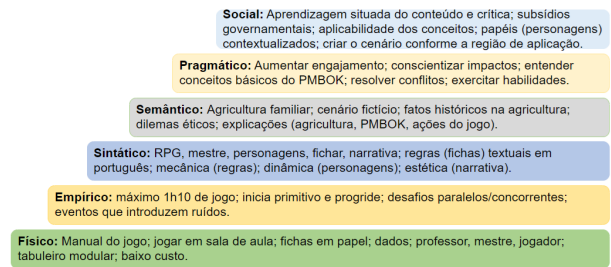 Social: Aprendizagem situada do conteúdo e crítica; subsídios
governamentais; aplicabilidade dos conceitos; papéis (personagens)
contextualizados; criar o cenário conforme a região de aplicação.
Pragmático: Aumentar engajamento; conscientizar impactos; entender
conceitos básicos do PMBOK; resolver conflitos; exercitar habilidades.
Semântico: Agricultura familiar; cenário fictício; fatos históricos na agricultura;
dilemas éticos; explicações (agricultura, PMBOK, ações do jogo).
Sintático: RPG, mestre, personagens, fichar, narrativa; regras (fichas) textuais em
português; mecânica (regras); dinâmica (personagens); estética (narrativa).
Empírico: máximo 1h10 de jogo; inicia primitivo e progride; desafios paralelos/concorrentes;
eventos que introduzem ruídos.
Físico: Manual do jogo; jogar em sala de aula; fichas em papel; dados; professor, mestre, jogador;
tabuleiro modular; baixo custo.